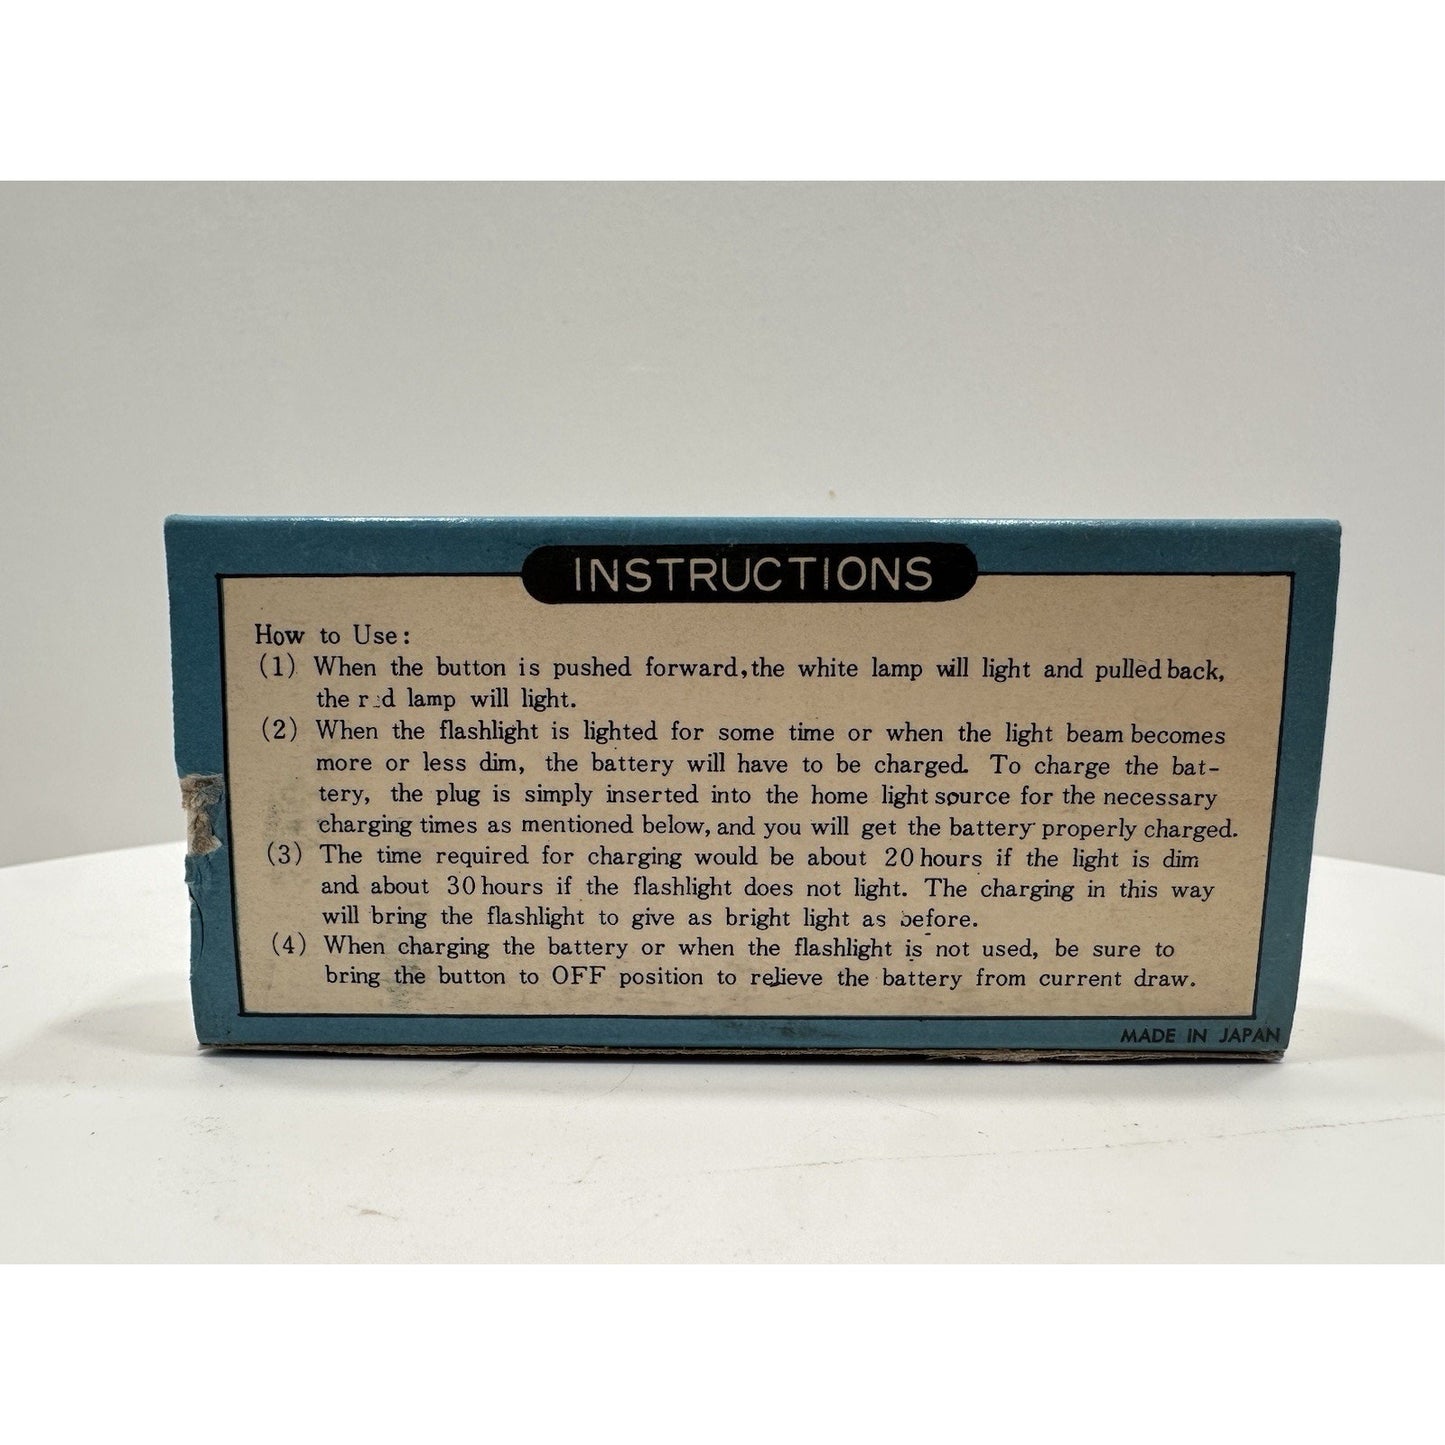 INSTRUCTIONS
How to Use:
(1) When the button is pushed forward, the white lamp will light and pulled back,
the red lamp will light.
(2) When the flashlight is lighted for some time or when the light beam becomes
more or less dim, the battery will have to be charged. To charge the bat-
tery, the plug is simply inserted into the home light source for the necessary
charging times as mentioned below, and you will get the battery properly charged.
(3) The time required for charging would be about 20 hours if the light is dim
and about 30 hours if the flashlight does not light. The charging in this way
will bring the flashlight to give as bright light as before.
(4) When charging the battery or when the flashlight is not used, be sure to
bring the button to OFF position to relieve the battery from current draw.
MADE IN JAPAN